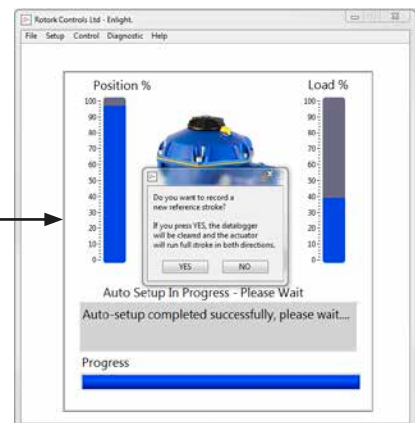 Rotork Controls Ltd - Enlight.
File Setup Control Diagnostic Help
Position %
Load %
100
90
80
70
60
50
40
30
20
10
0
100
90
80
70
60
50
40
30
20
10
0
Do you want to record a
new reference stroke?
If you press YES, the datalogger
will be cleared and the actuator
will run full stroke in both directions.
YES NO
Auto Setup In Progress - Please Wait
Auto-setup completed successfully, please wait....
Progress